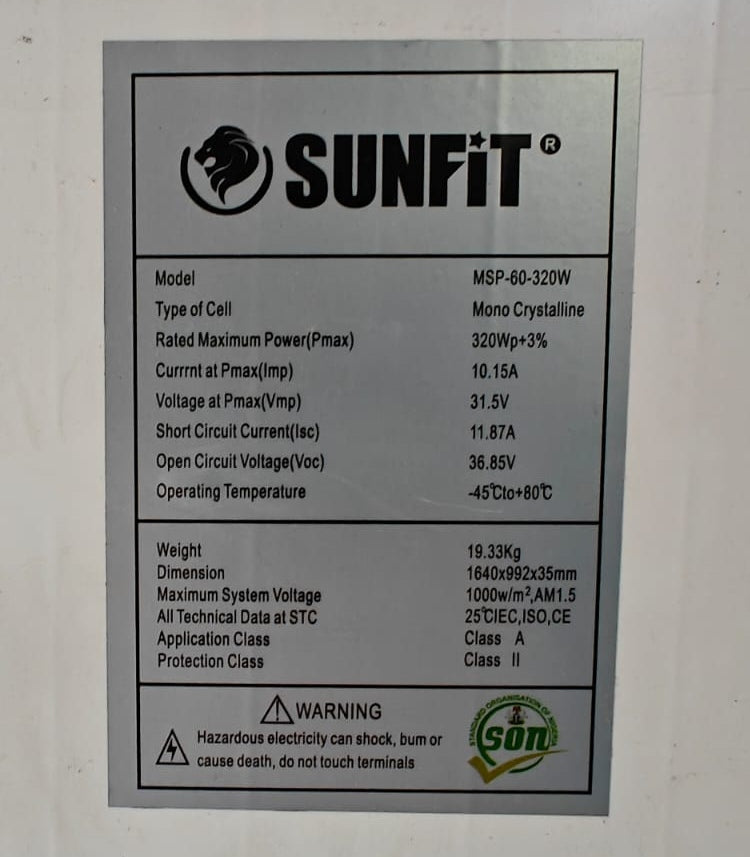 SUNFiT®
Model MSP-60-320W
Type of Cell Mono Crystalline
Rated Maximum Power(Pmax) 320Wp+3%
Currrnt at Pmax(Imp) 10.15A
Voltage at Pmax(Vmp) 31.5V
Short Circuit Current(Isc) 11.87A
Open Circuit Voltage(Voc) 36.85V
Operating Temperature -45℃to+80℃
Weight 19.33Kg
Dimension 1640x992x35mm
Maximum System Voltage 1000w/m²,AM1.5
All Technical Data at STC 25℃IEC,ISO,CE
Application Class Class A
Protection Class Class II
WARNING
Hazardous electricity can shock, bum or
cause death, do not touch terminals
STANDARD ORGANISATION OF NIGERIA
SON